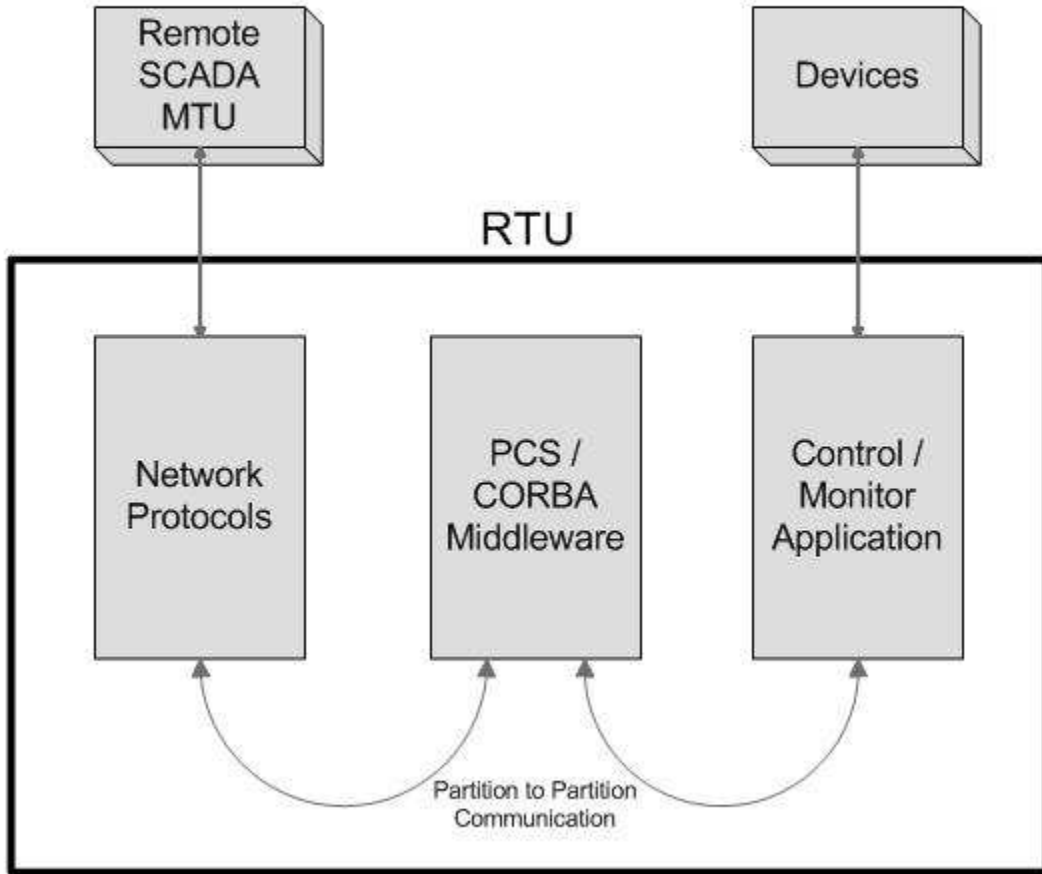 Remote
SCADA
MTU
Devices
RTU
Network
Protocols
PCS /
CORBA
Middleware
Control /
Monitor
Application
Partition to Partition
Communication